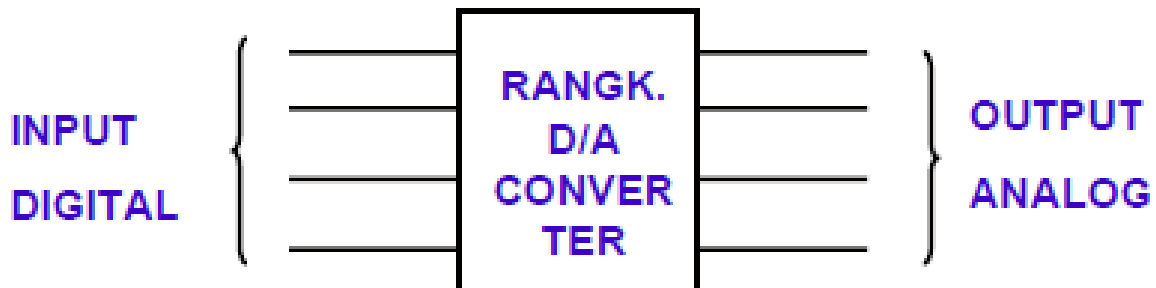 INPUT
DIGITAL
RANGK.
D/A
CONVER
TER
OUTPUT
ANALOG